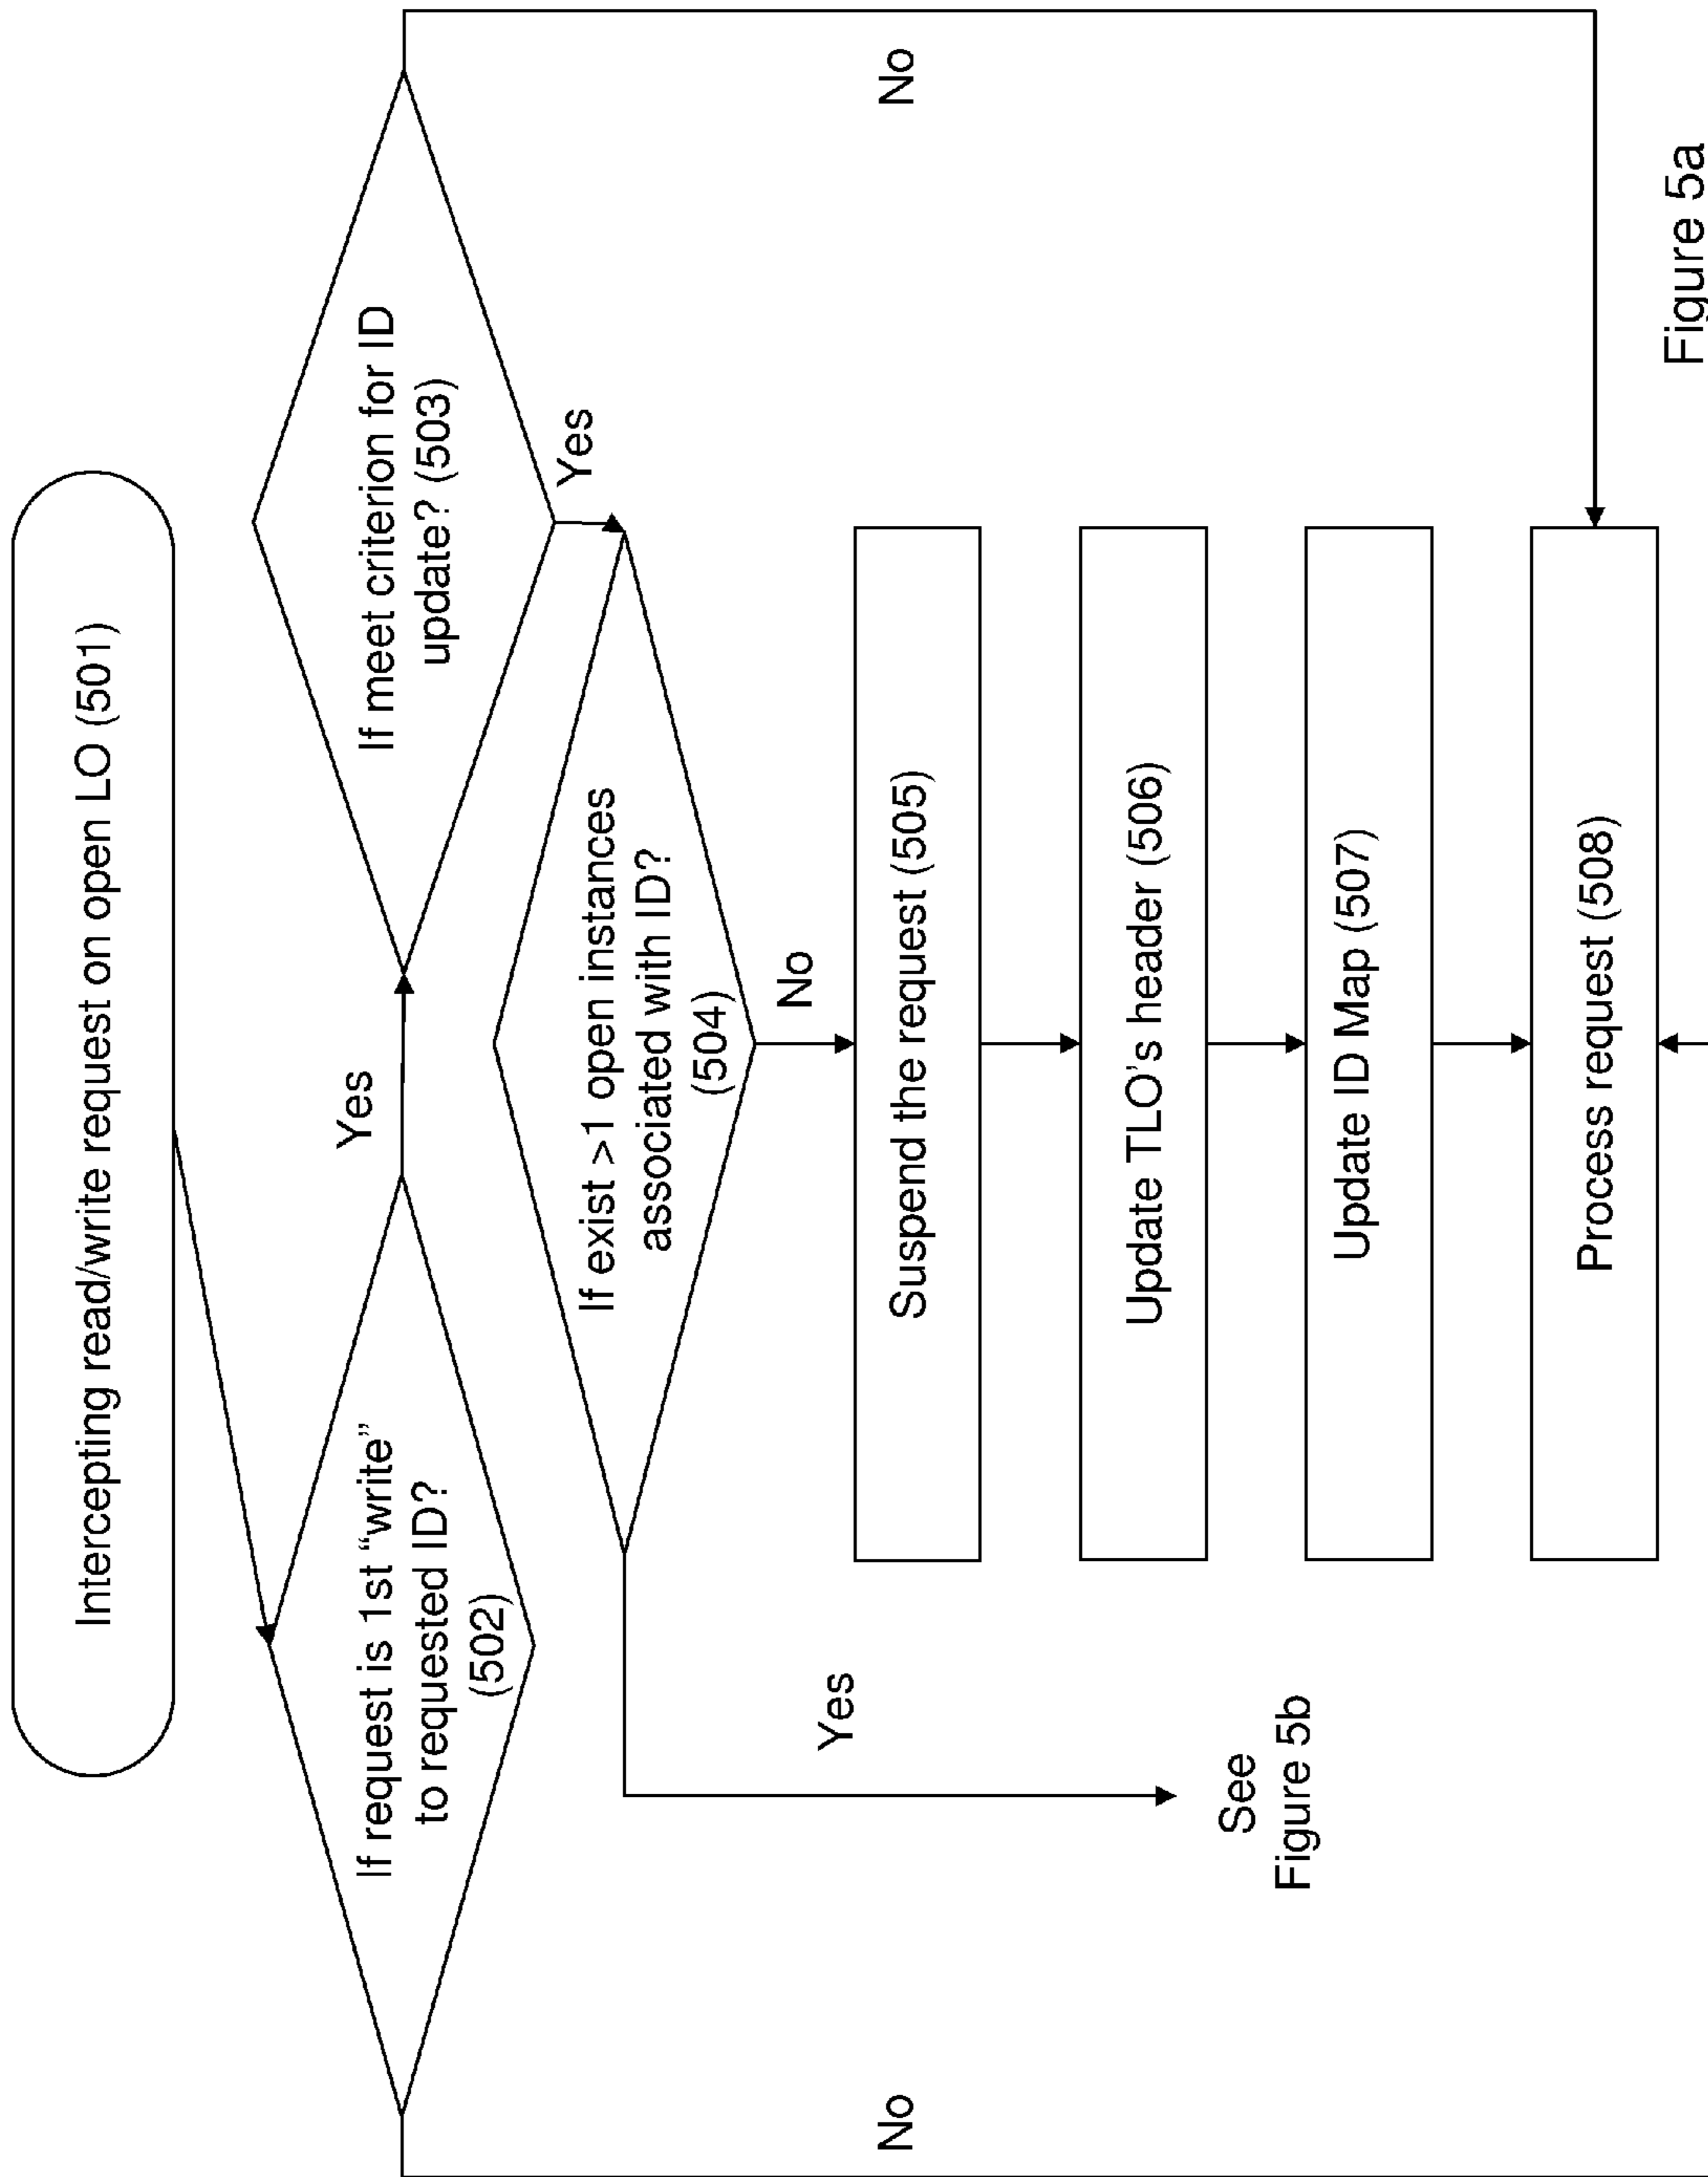 Intercepting read/write request on open LO (501)
If request is 1st “write”
to requested ID?
(502)
Yes
If meet criterion for ID
update? (503)
Yes
If exist >1 open instances
associated with ID?
(504)
No
Yes
No
No
Suspend the request (505)
See
Figure 5b
Update TLO's header (506)
Update ID Map (507)
Process request (508)
Figure 5a